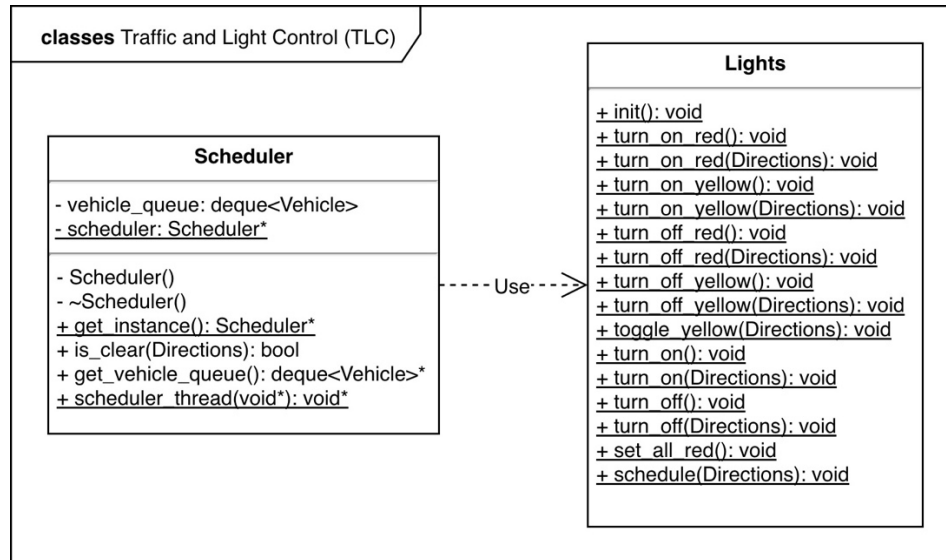 classes Traffic and Light Control (TLC)
Scheduler
- vehicle_queue: deque<Vehicle>
- scheduler: Scheduler*
- Scheduler()
- ~Scheduler()
+ get_instance(): Scheduler*
+ is_clear(Directions): bool
+ get_vehicle_queue(): deque<Vehicle>*
+ scheduler_thread(void*): void*
Use
Lights
+ init(): void
+ turn_on_red(): void
+ turn_on_red(Directions): void
+ turn_on_yellow(): void
+ turn_on_yellow(Directions): void
+ turn_off_red(): void
+ turn_off_red(Directions): void
+ turn_off_yellow(): void
+ turn_off_yellow(Directions): void
+ toggle_yellow(Directions): void
+ turn_on(): void
+ turn_on(Directions): void
+ turn_off(): void
+ turn_off(Directions): void
+ set_all_red(): void
+ schedule(Directions): void